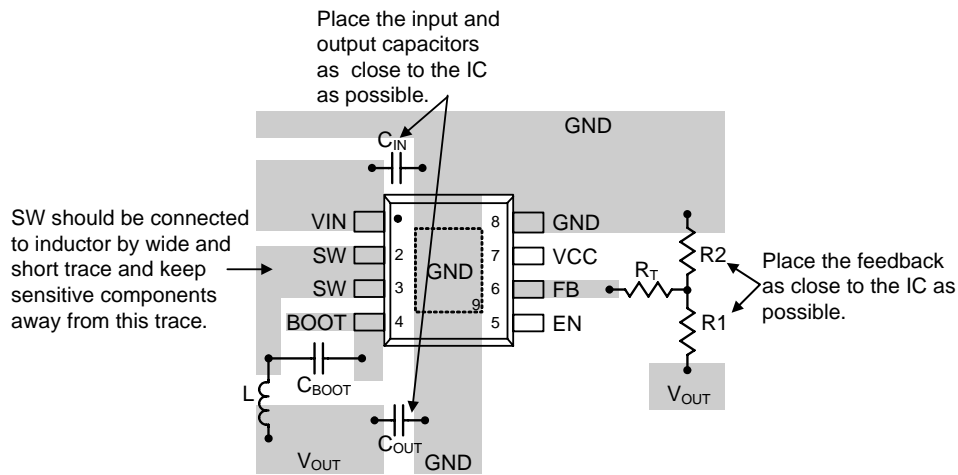 Place the input and
output capacitors
as close to the IC
as possible.
GND
CIN
SW should be connected
to inductor by wide and
short trace and keep
sensitive components
away from this trace.
VIN
SW
SW
BOOT
2
3
4
GND
9
8
7
6
5
GND
VCC
FB
EN
RT
R2
R1
Place the feedback
as close to the IC as
possible.
L
CBOOT
COUT
VOUT
GND
VOUT